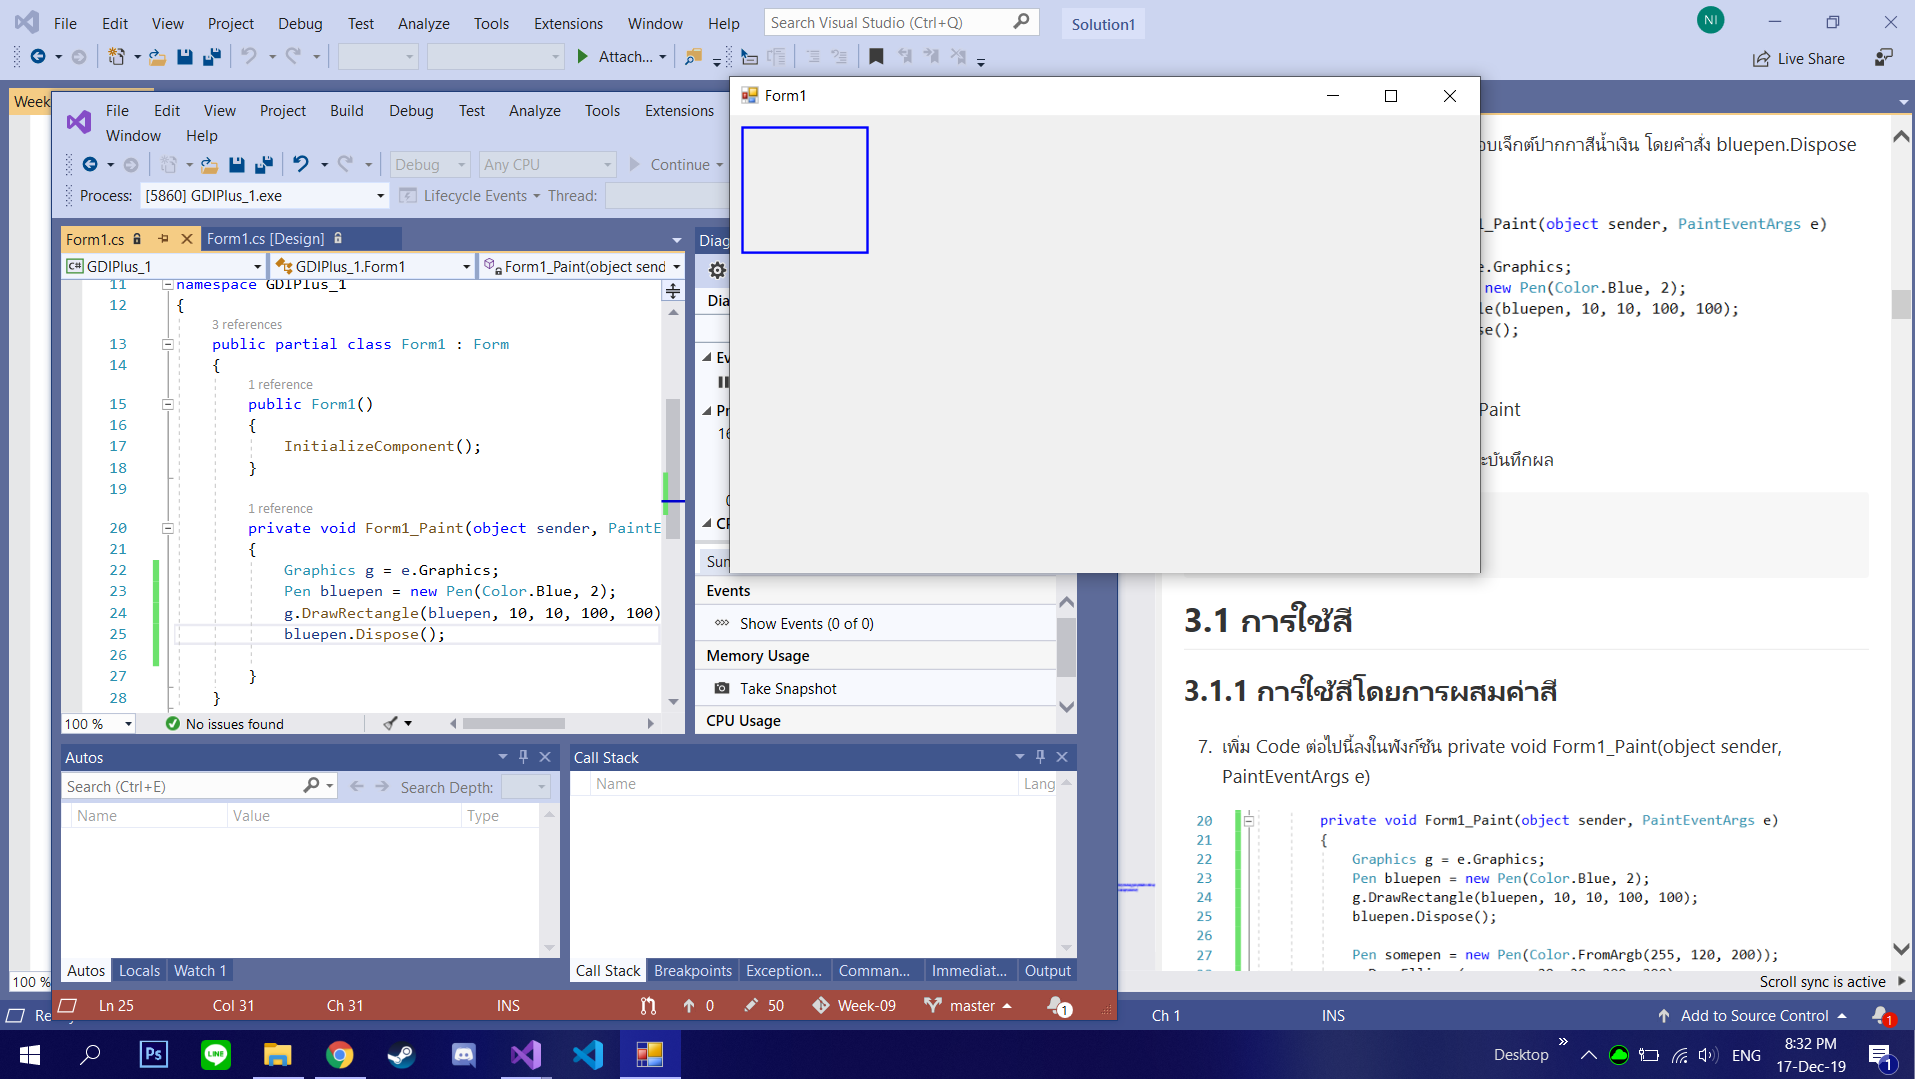 File Edit View Project Debug Test Analyze Tools Extensions Window Help Search Visual Studio (Ctrl+Q) Solution1 NI
Attach... Live Share
Week
File Edit View Project Build Debug Test Analyze Tools Extensions
Window Help
Debug Any CPU Continue
Process: [5860] GDIPlus_1.exe Lifecycle Events Thread:
Form1.cs Form1.cs [Design]
GDIPlus_1 GDIPlus_1.Form1 Form1_Paint(object send
11 namespace GDIPlus_1
12 {
3 references
13 public partial class Form1 : Form
14 {
1 reference
15 public Form1()
16 {
17 InitializeComponent();
18 }
19
1 reference
20 private void Form1_Paint(object sender, PaintE
21 {
22 Graphics g = e.Graphics;
23 Pen bluepen = new Pen(Color.Blue, 2);
24 g.DrawRectangle(bluepen, 10, 10, 100, 100)
25 bluepen.Dispose();
26
27 }
28 }
100 % No issues found
Diag
Dia
Ev
Pr
16
CP
Sum
Events
Show Events (0 of 0)
Memory Usage
Take Snapshot
CPU Usage
Form1
Autos
Search (Ctrl+E) Search Depth:
Name Value Type
Autos Locals Watch 1
Call Stack
Name Lang
Call Stack Breakpoints Exception... Comman... Immediat... Output
Ln 25 Col 31 Ch 31 INS 0 50 Week-09 master 1
อบเจ็กต์ปากกาสีน้ำเงิน โดยคำสั่ง bluepen.Dispose
_Paint(object sender, PaintEventArgs e)
e.Graphics;
new Pen(Color.Blue, 2);
le(bluepen, 10, 10, 100, 100);
se();
Paint
ะบันทึกผล
3.1 การใช้สี
3.1.1 การใช้สีโดยการผสมค่าสี
7. เพิ่ม Code ต่อไปนี้ลงในฟังก์ชัน private void Form1_Paint(object sender,
PaintEventArgs e)
20 private void Form1_Paint(object sender, PaintEventArgs e)
21 {
22 Graphics g = e.Graphics;
23 Pen bluepen = new Pen(Color.Blue, 2);
24 g.DrawRectangle(bluepen, 10, 10, 100, 100);
25 bluepen.Dispose();
26
27 Pen somepen = new Pen(Color.FromArgb(255, 120, 200));
100 %
Scroll sync is active
Ch 1 INS Add to Source Control 1
Ps LINE
Desktop ENG 8:32 PM
17-Dec-19 1